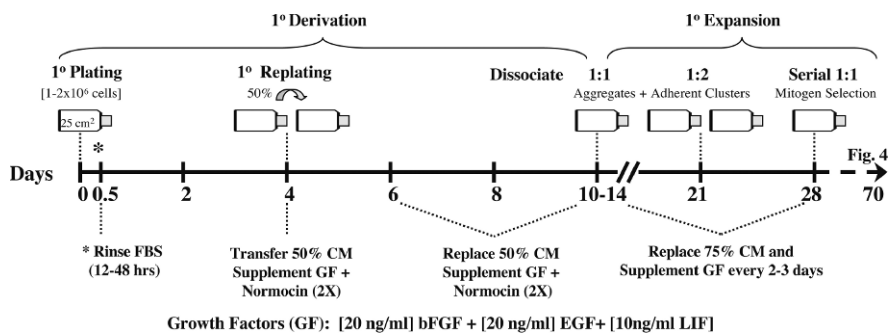 1º Derivation 1º Expansion
1º Plating 1º Replating Dissociate 1:1 1:2 Serial 1:1
[1-2x10⁶ cells] 50% Aggregates + Adherent Clusters Mitogen Selection
25 cm²
* Fig. 4
Days
0 0.5 2 4 6 8 10-14 21 28 70
* Rinse FBS
(12-48 hrs)
Transfer 50% CM
Supplement GF +
Normocin (2X)
Replace 50% CM
Supplement GF +
Normocin (2X)
Replace 75% CM and
Supplement GF every 2-3 days
Growth Factors (GF): [20 ng/ml] bFGF + [20 ng/ml] EGF+ [10ng/ml LIF]